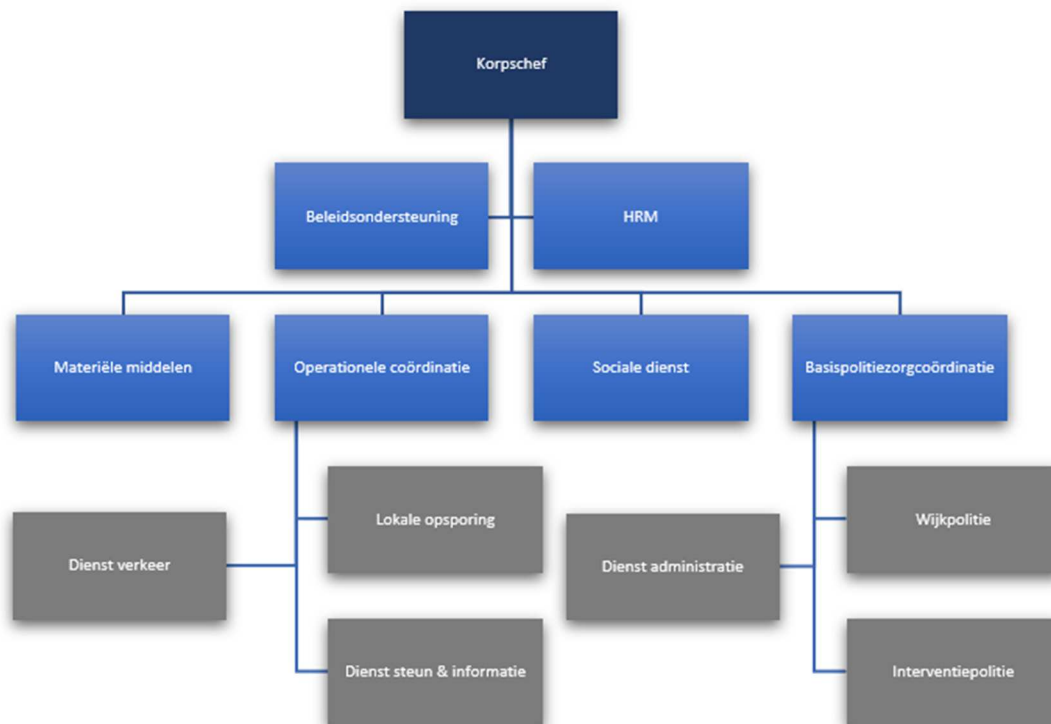 Korpschef
Beleidsondersteuning
HRM
Materiële middelen
Operationele coördinatie
Sociale dienst
Basispolitiezorgcoördinatie
Lokale opsporing
Wijkpolitie
Dienst verkeer
Dienst administratie
Dienst steun & informatie
Interventiepolitie